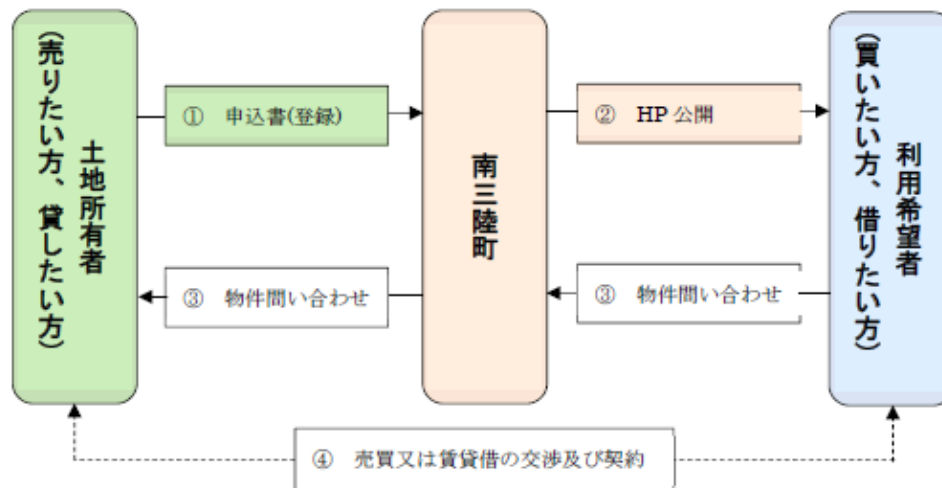 土地所有者
(売りたい方、貸したい方)
① 申込書(登録)
南三陸町
② HP 公開
利用希望者
(買いたい方、借りたい方)
③ 物件問い合わせ
③ 物件問い合わせ
④ 売買又は賃貸借の交渉及び契約